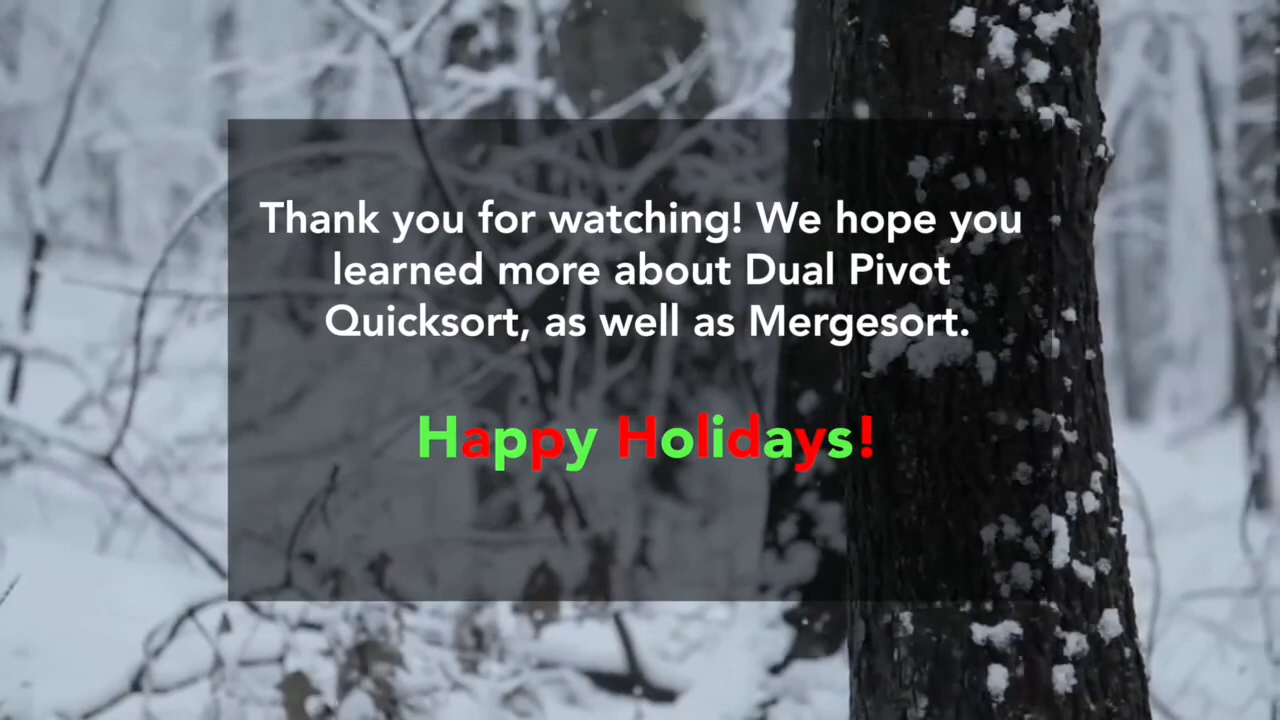 Thank you for watching! We hope you
learned more about Dual Pivot
Quicksort, as well as Mergesort.
Happy Holidays!